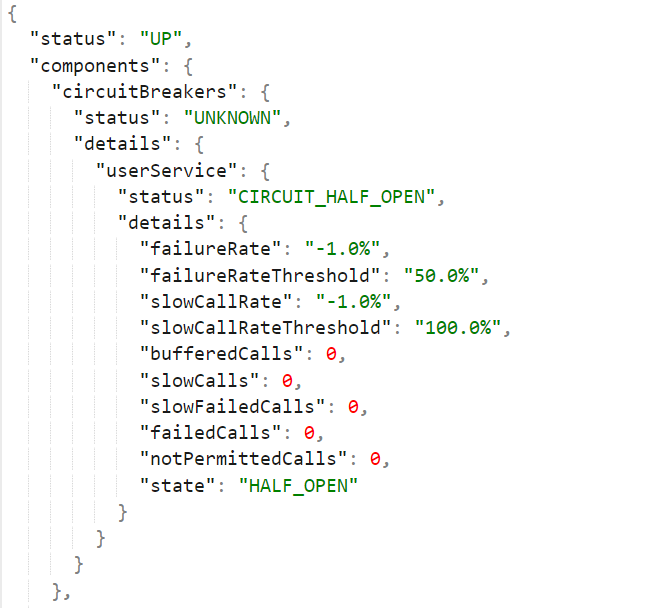 {
  "status": "UP",
  "components": {
    "circuitBreakers": {
      "status": "UNKNOWN",
      "details": {
        "userService": {
          "status": "CIRCUIT_HALF_OPEN",
          "details": {
            "failureRate": "-1.0%",
            "failureRateThreshold": "50.0%",
            "slowCallRate": "-1.0%",
            "slowCallRateThreshold": "100.0%",
            "bufferedCalls": 0,
            "slowCalls": 0,
            "slowFailedCalls": 0,
            "failedCalls": 0,
            "notPermittedCalls": 0,
            "state": "HALF_OPEN"
          }
        }
      }
    },